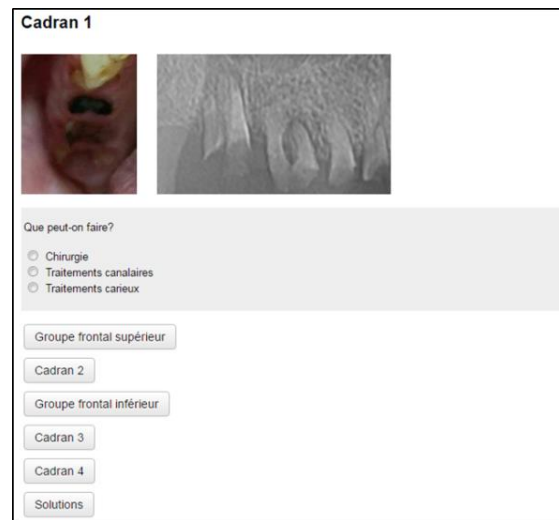 Cadran 1
Que peut-on faire?
Chirurgie
Traitements canalaires
Traitements carieux
Groupe frontal supérieur
Cadran 2
Groupe frontal inférieur
Cadran 3
Cadran 4
Solutions